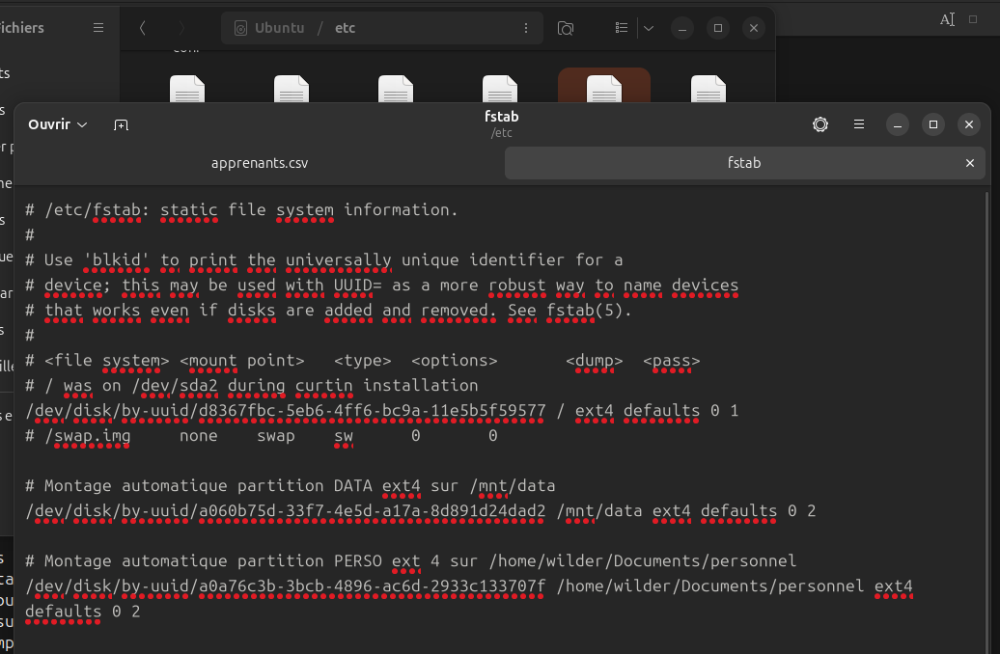 ichiers
Ubuntu / etc
conf
Ouvrir
fstab
/etc
apprenants.csv
fstab
# /etc/fstab: static file system information.
#
# Use 'blkid' to print the universally unique identifier for a
# device; this may be used with UUID= as a more robust way to name devices
# that works even if disks are added and removed. See fstab(5).
#
# <file system> <mount point>   <type>  <options>       <dump>  <pass>
# / was on /dev/sda2 during curtin installation
/dev/disk/by-uuid/d8367fbc-5eb6-4ff6-bc9a-11e5b5f59577 / ext4 defaults 0 1
# /swap.img     none    swap    sw      0       0
# Montage automatique partition DATA ext4 sur /mnt/data
/dev/disk/by-uuid/a060b75d-33f7-4e5d-a17a-8d891d24dad2 /mnt/data ext4 defaults 0 2
# Montage automatique partition PERSO ext 4 sur /home/wilder/Documents/personnel
/dev/disk/by-uuid/a0a76c3b-3bcb-4896-ac6d-2933c133707f /home/wilder/Documents/personnel ext4
defaults 0 2